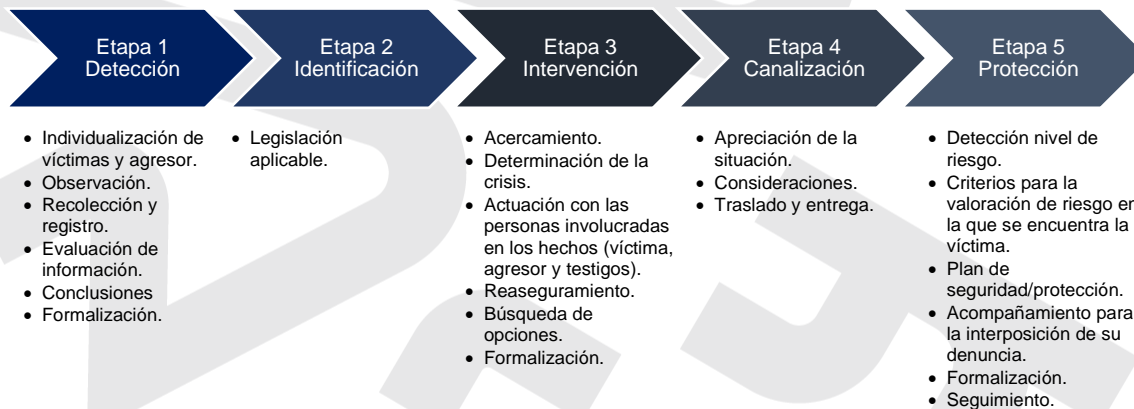 Etapa 1
Detección
Etapa 2
Identificación
Etapa 3
Intervención
Etapa 4
Canalización
Etapa 5
Protección
• Individualización de
víctimas y agresor.
• Observación.
• Recolección y
registro.
• Evaluación de
información.
• Conclusiones
• Formalización.
• Legislación
aplicable.
• Acercamiento.
• Determinación de la
crisis.
• Actuación con las
personas involucradas
en los hechos (víctima,
agresor y testigos).
• Reaseguramiento.
• Búsqueda de
opciones.
• Formalización.
• Apreciación de la
situación.
• Consideraciones.
• Traslado y entrega.
• Detección nivel de
riesgo.
• Criterios para la
valoración de riesgo en
la que se encuentra la
víctima.
• Plan de
seguridad/protección.
• Acompañamiento para
la interposición de su
denuncia.
• Formalización.
• Seguimiento.